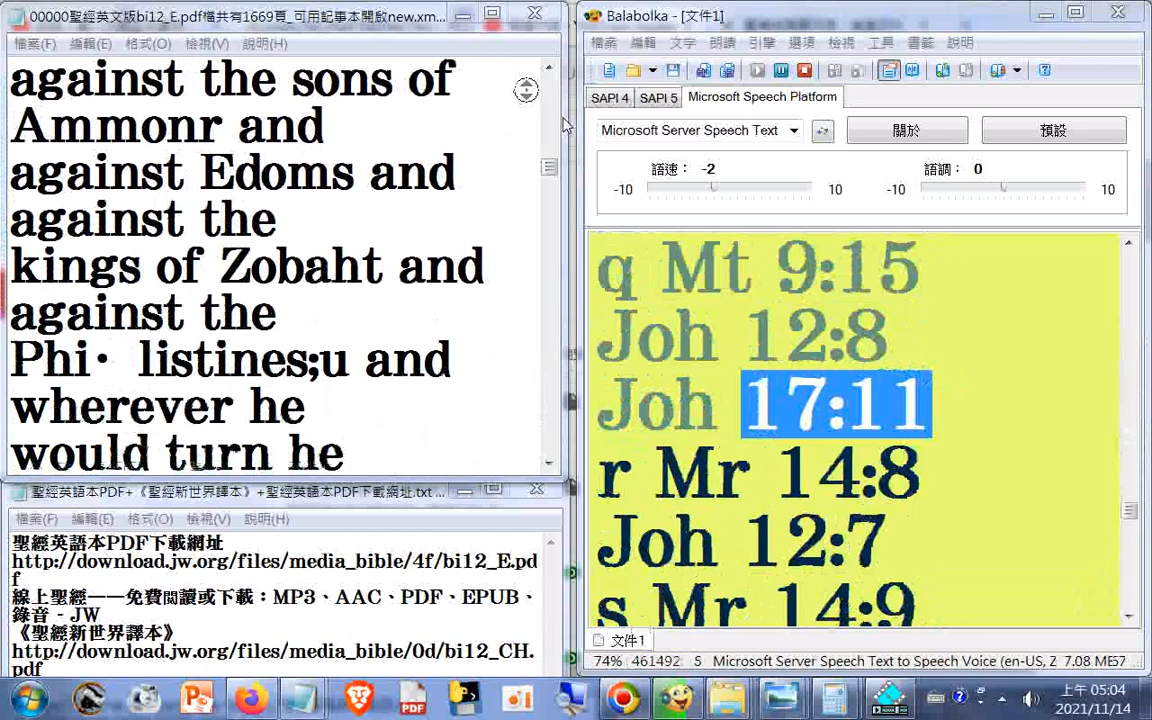 00000聖經英文版bi12_E.pdf檔共有1669頁_可用記事本開啟new.xm...
檔案(F) 編輯(E) 格式(O) 檢視(V) 說明(H)
against the sons of
Ammonr and
against Edoms and
against the
kings of Zobaht and
against the
Phi· listines;u and
wherever he
would turn he
聖經英語本PDF+《聖經新世界譯本》+聖經英語本PDF下載網址.txt ...
檔案(F) 編輯(E) 格式(O) 檢視(V) 說明(H)
聖經英語本PDF下載網址
http://download.jw.org/files/media_bible/4f/bi12_E.pd
f
線上聖經──免費閱讀或下載：MP3、AAC、PDF、EPUB、
錄音 - JW
《聖經新世界譯本》
http://download.jw.org/files/media_bible/0d/bi12_CH.
pdf
Balabolka - [文件1]
檔案 編輯 文字 朗讀 引擎 選項 檢視 工具 書籤 說明
SAPI 4 SAPI 5 Microsoft Speech Platform
Microsoft Server Speech Text 關於 預設
語速： -2 語調： 0
-10 10 -10 10
q Mt 9:15
Joh 12:8
Joh 17:11
r Mr 14:8
Joh 12:7
s Mr 14:9
文件1
74% 461492 5 Microsoft Server Speech Text to Speech Voice (en-US, Z 7.08 ME57
上午 05:04
2021/11/14